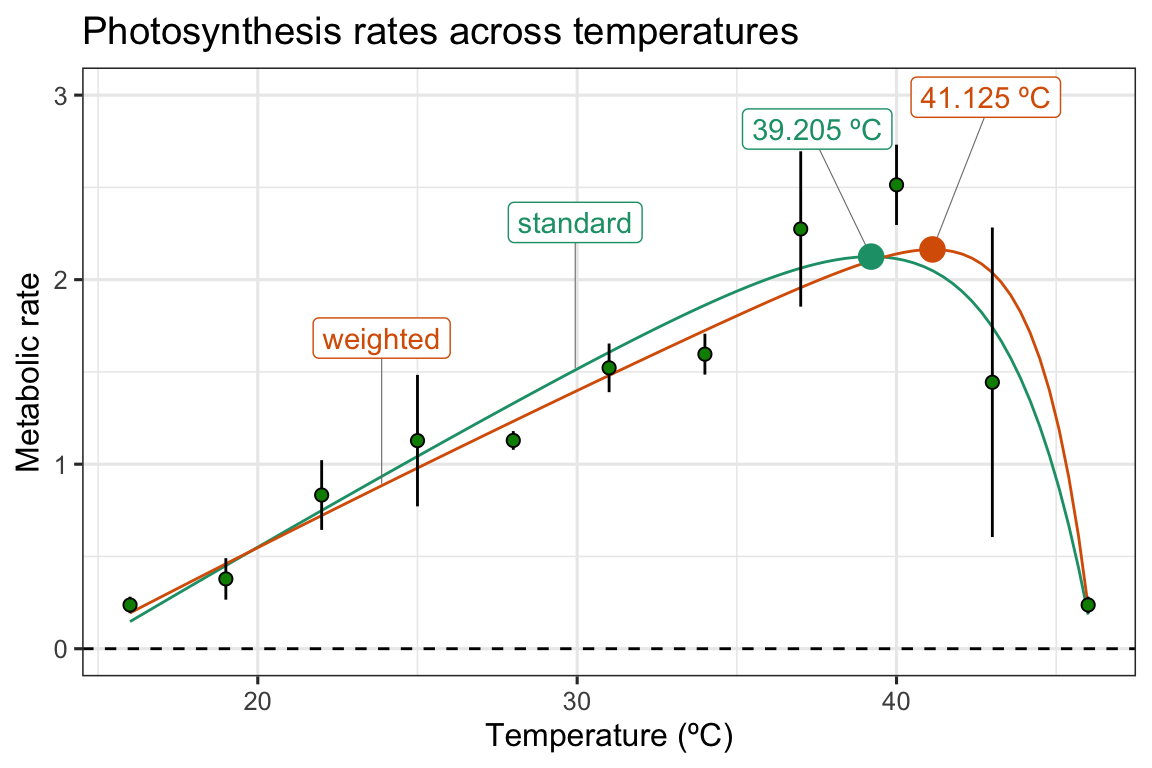 Photosynthesis rates across temperatures
41.125 ºC
39.205 ºC
standard
weighted
Metabolic rate
3
2
1
0
20
30
40
Temperature (ºC)